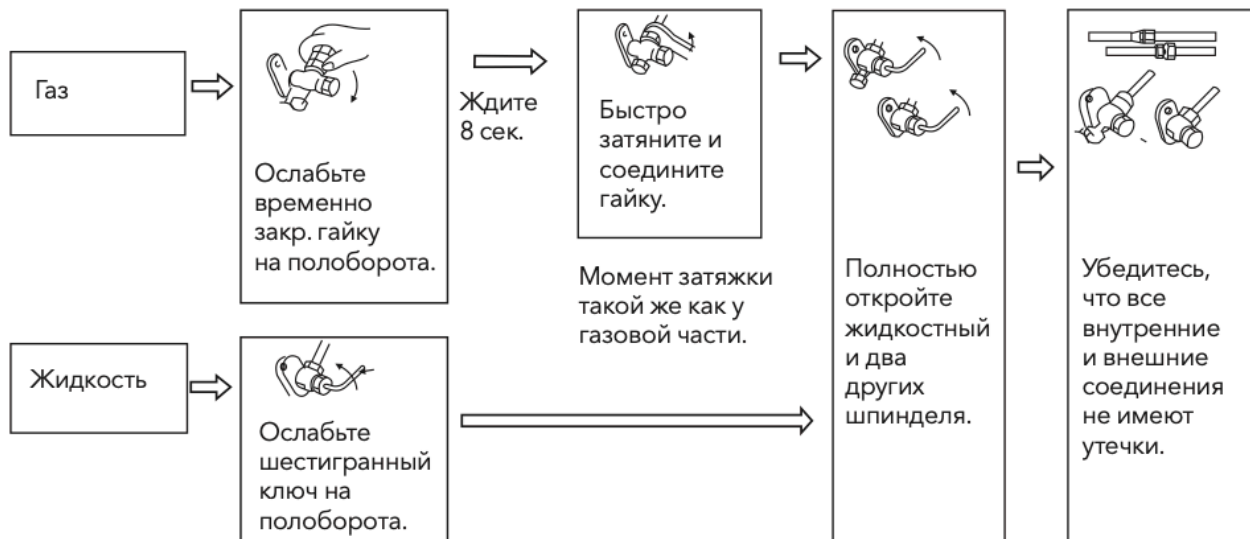 Газ
Ослабьте
временно
закр. гайку
на полоборота.
Ждите
8 сек.
Быстро
затяните и
соедините
гайку.
Момент затяжки
такой же как у
газовой части.
Жидкость
Ослабьте
шестигранный
ключ на
полоборота.
Полностью
откройте
жидкостный
и два
других
шпинделя.
Убедитесь,
что все
внутренние
и внешние
соединения
не имеют
утечки.